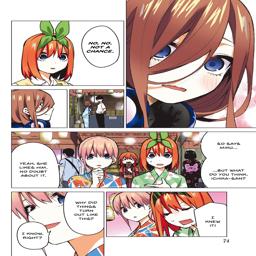 NO, NO,
NOT A
CHANCE.
SO SAYS
MIKU...
...BUT WHAT
DO YOU THINK,
ICHIKA-SAN?
YEAH, SHE
LIKES HIM,
NO DOUBT
ABOUT IT.
I
KNEW
IT!
WHY DID
THINGS
TURN OUT
LIKE THIS?
I KNOW,
RIGHT?
74